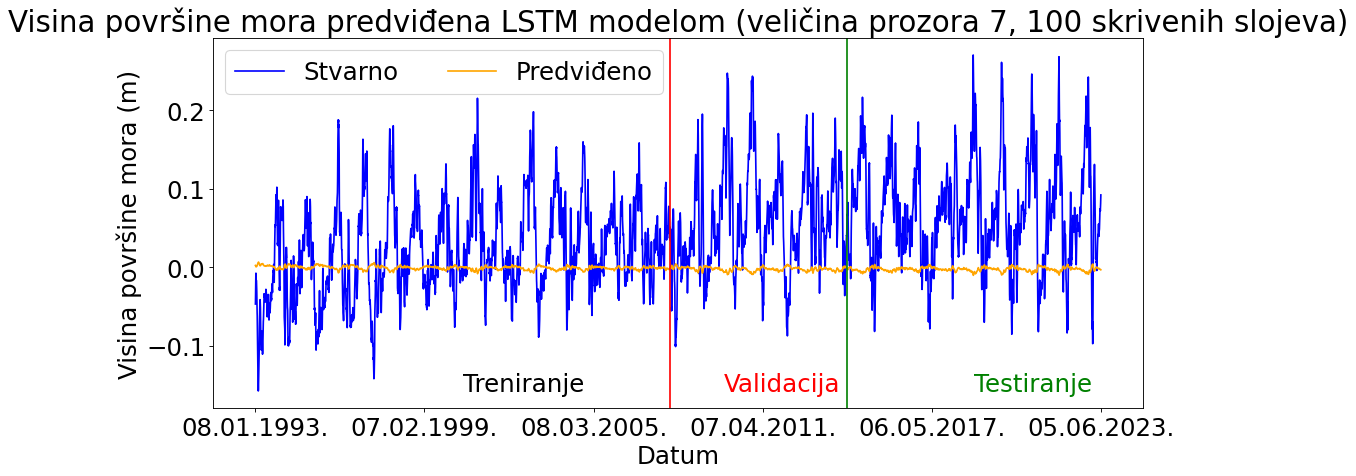 Visina površine mora predviđena LSTM modelom (veličina prozora 7, 100 skrivenih slojeva)
Stvarno Predviđeno
Visina površine mora (m)
0.2
0.1
0.0
−0.1
Treniranje Validacija Testiranje
08.01.1993. 07.02.1999. 08.03.2005. 07.04.2011. 06.05.2017. 05.06.2023.
Datum